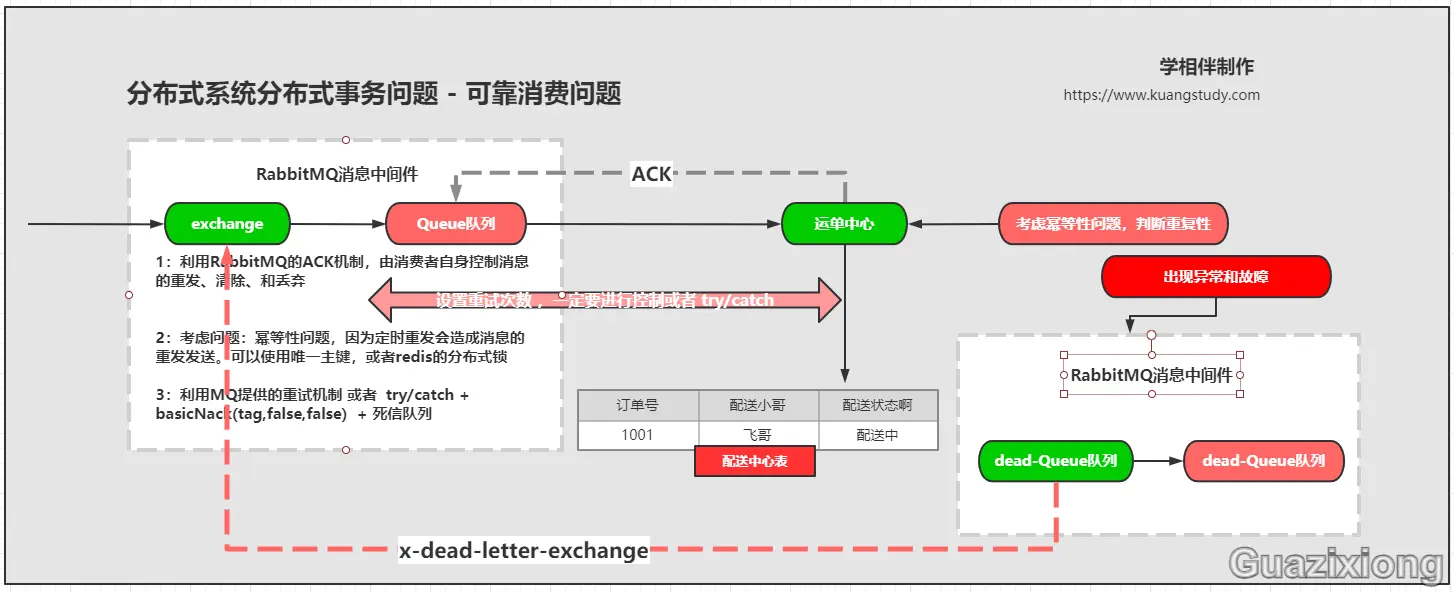 学相伴制作
https://www.kuangstudy.com
分布式系统分布式事务问题 - 可靠消费问题
RabbitMQ消息中间件
ACK
exchange
Queue队列
运单中心
考虑幂等性问题，判断重复性
1：利用RabbitMQ的ACK机制，由消费者自身控制消息
的重发、清除、和丢弃
出现异常和故障
设置重试次数 ，一定要进行控制或者 try/catch
2：考虑问题：幂等性问题，因为定时重发会造成消息的
重发发送。可以使用唯一主键，或者redis的分布式锁
3：利用MQ提供的重试机制 或者 try/catch +
basicNack(tag,false,false) + 死信队列
RabbitMQ消息中间件
订单号 配送小哥 配送状态啊
1001 飞哥 配送中
配送中心表
dead-Queue队列
dead-Queue队列
x-dead-letter-exchange
Guazixiong